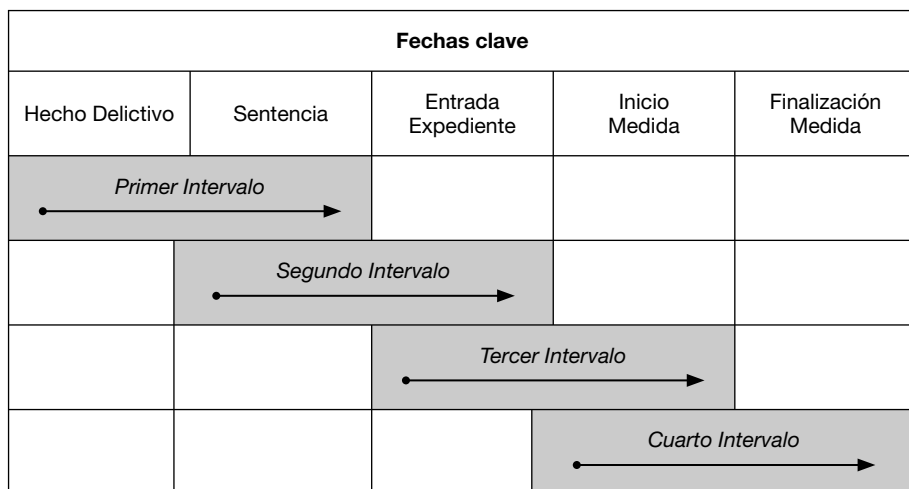 Fechas clave
Hecho Delictivo
Sentencia
Entrada
Expediente
Inicio
Medida
Finalización
Medida
Primer Intervalo
Segundo Intervalo
Tercer Intervalo
Cuarto Intervalo